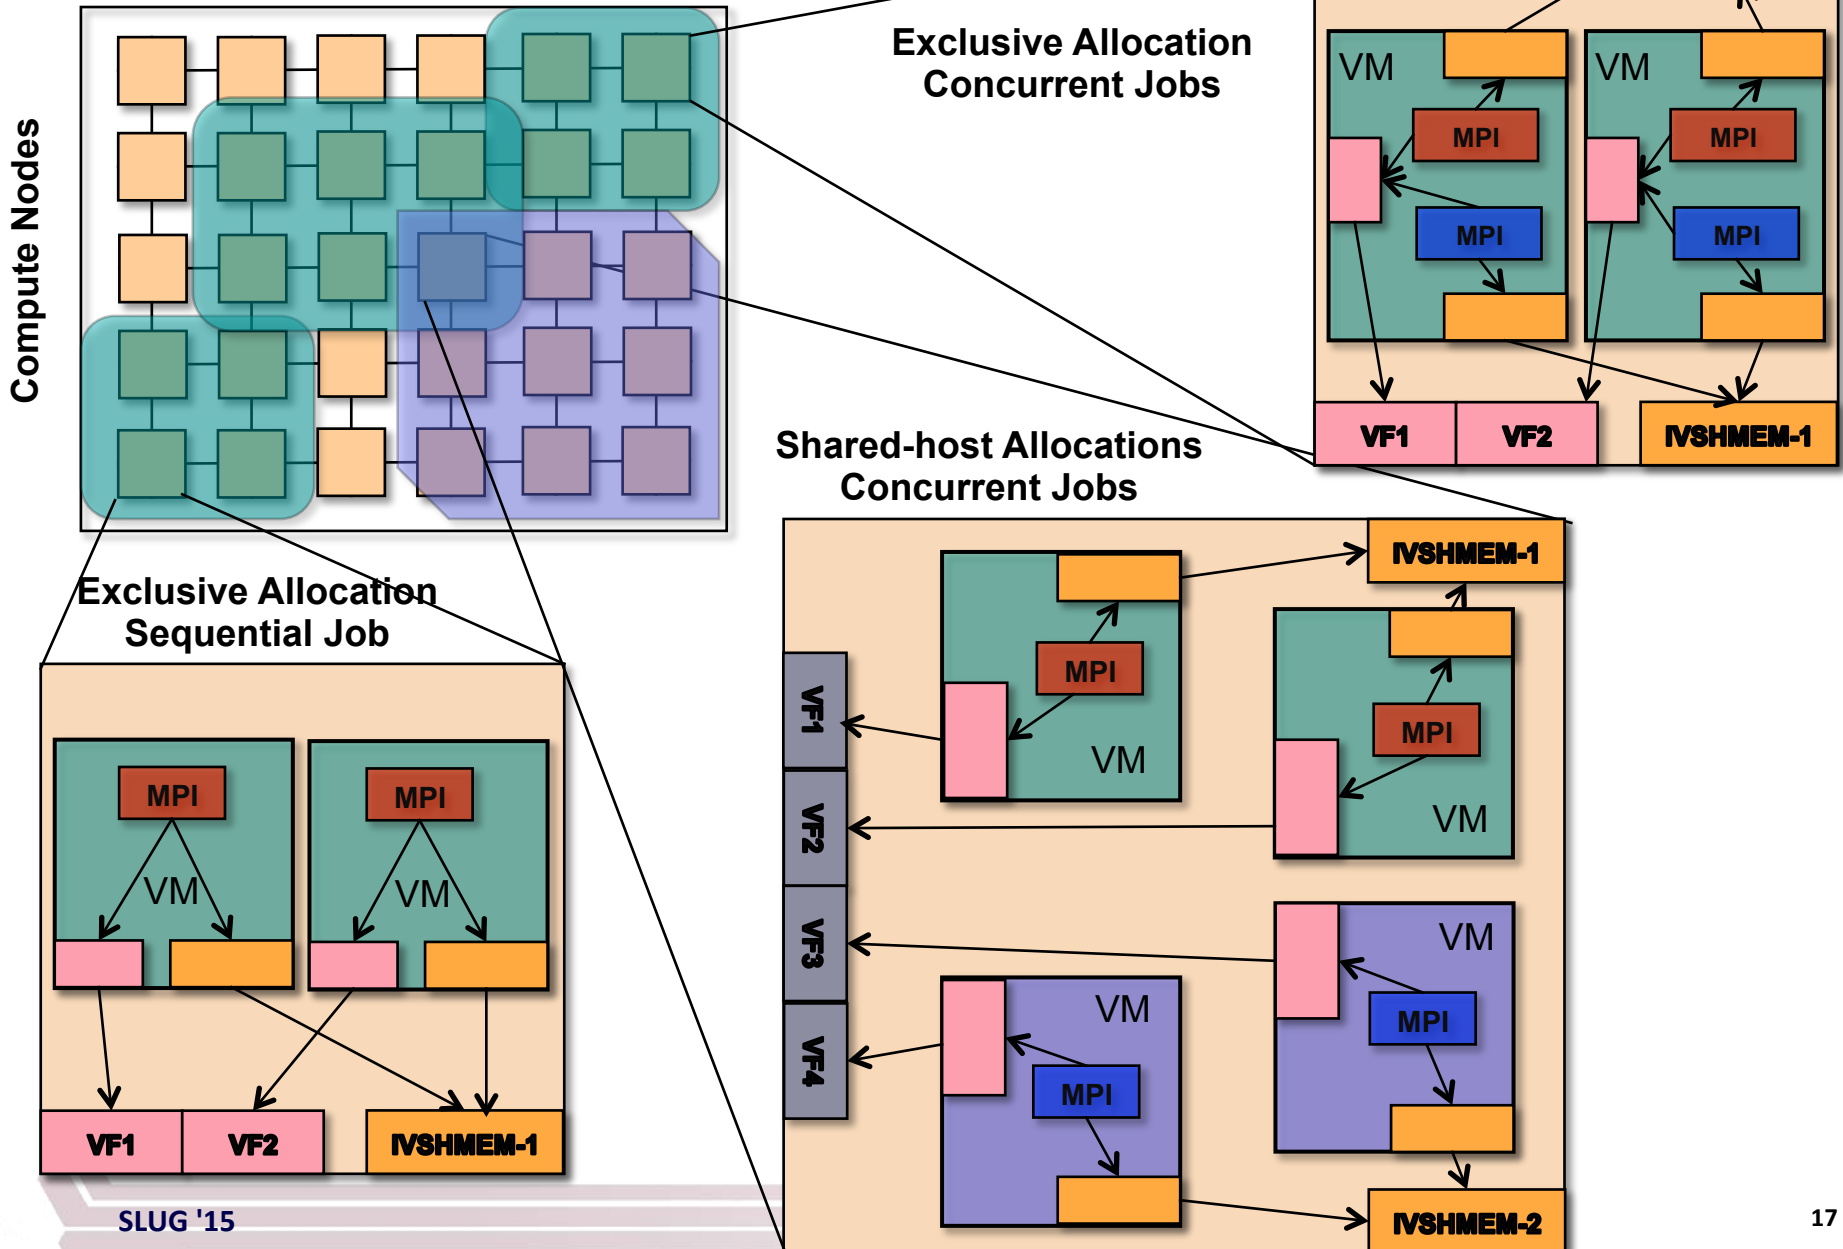 Compute Nodes
Exclusive Allocation
Concurrent Jobs
VM
VM
MPI
MPI
MPI
MPI
VF1
VF2
IVSHMEM-1
Shared-host Allocations
Concurrent Jobs
IVSHMEM-1
MPI
VM
MPI
VM
VF1
VF2
VF3
VF4
VM
MPI
VM
MPI
IVSHMEM-2
Exclusive Allocation
Sequential Job
MPI
MPI
VM
VM
VF1
VF2
IVSHMEM-1
SLUG '15
17